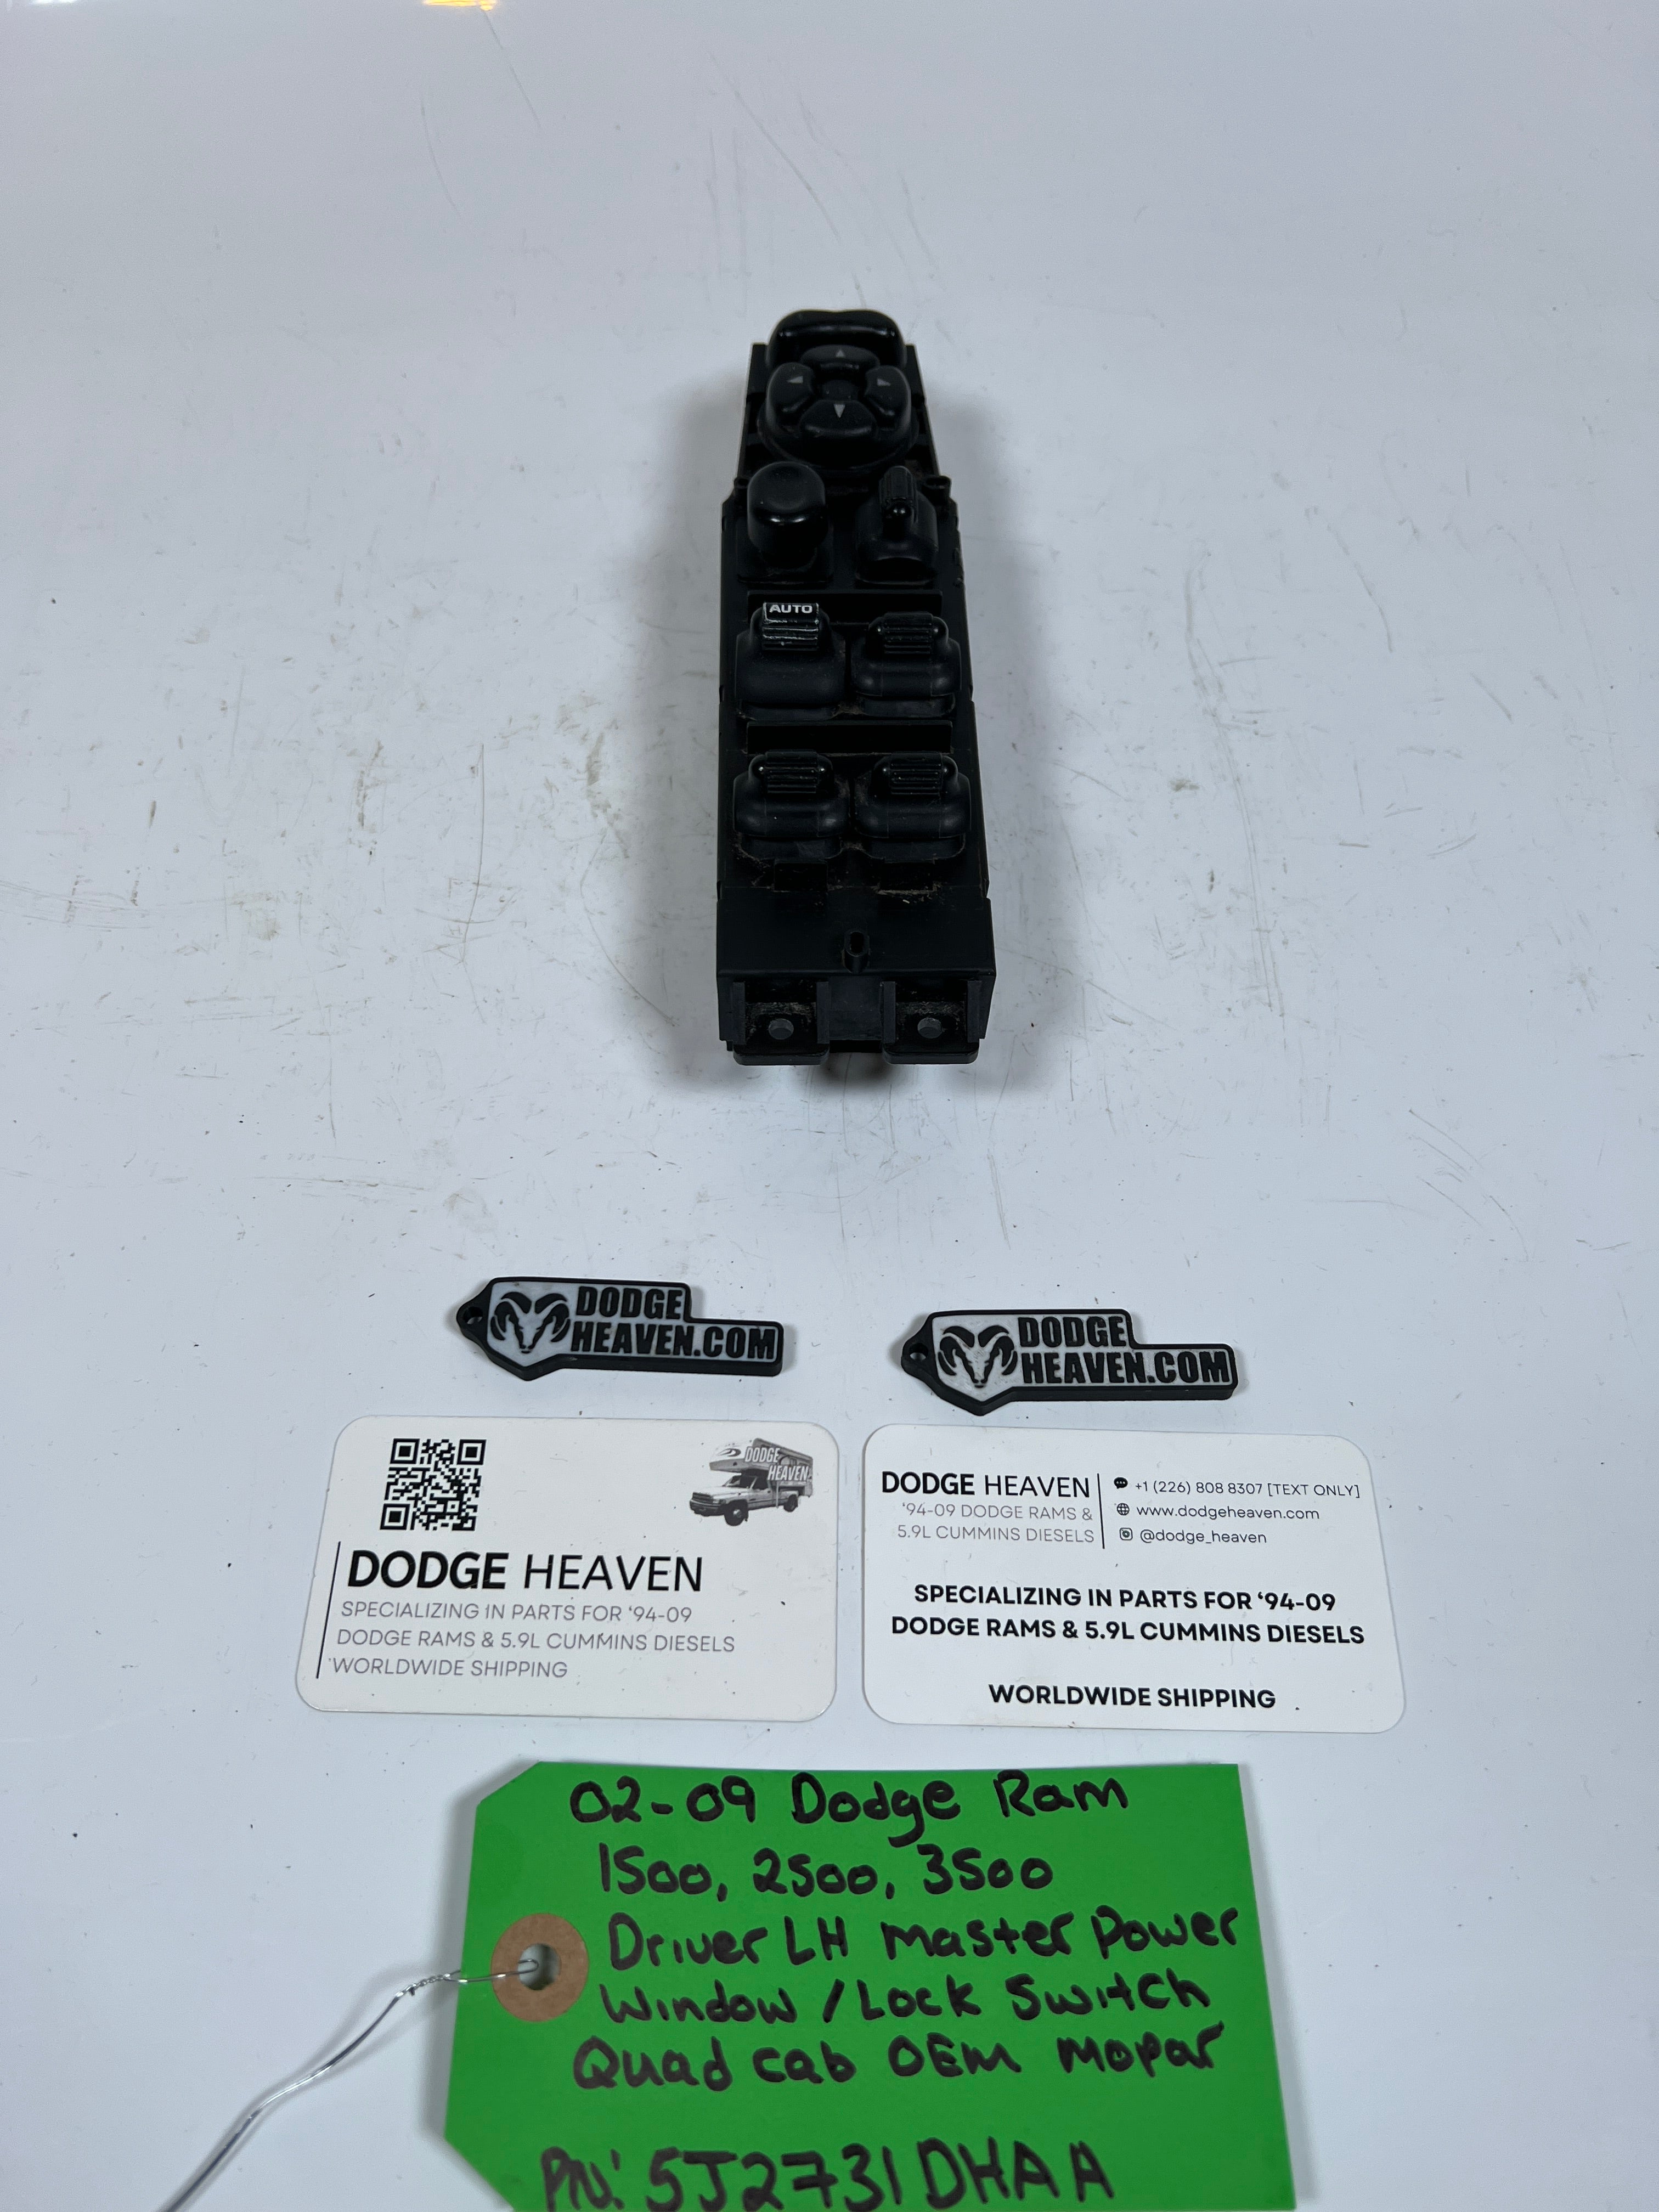 AUTO
DODGE
HEAVEN.COM
DODGE
HEAVEN.COM
DODGE
HEAVEN
DODGE HEAVEN
SPECIALIZING IN PARTS FOR ‘94-09
DODGE RAMS & 5.9L CUMMINS DIESELS
WORLDWIDE SHIPPING
DODGE HEAVEN
‘94-09 DODGE RAMS &
5.9L CUMMINS DIESELS
+1 (226) 808 8307 [TEXT ONLY]
www.dodgeheaven.com
@dodge_heaven
SPECIALIZING IN PARTS FOR ‘94-09
DODGE RAMS & 5.9L CUMMINS DIESELS
WORLDWIDE SHIPPING
02-09 Dodge Ram
1500, 2500, 3500
Driver LH master Power
Window / Lock Switch
Quad cab OEM mopar
PN: 5J2731DHAA